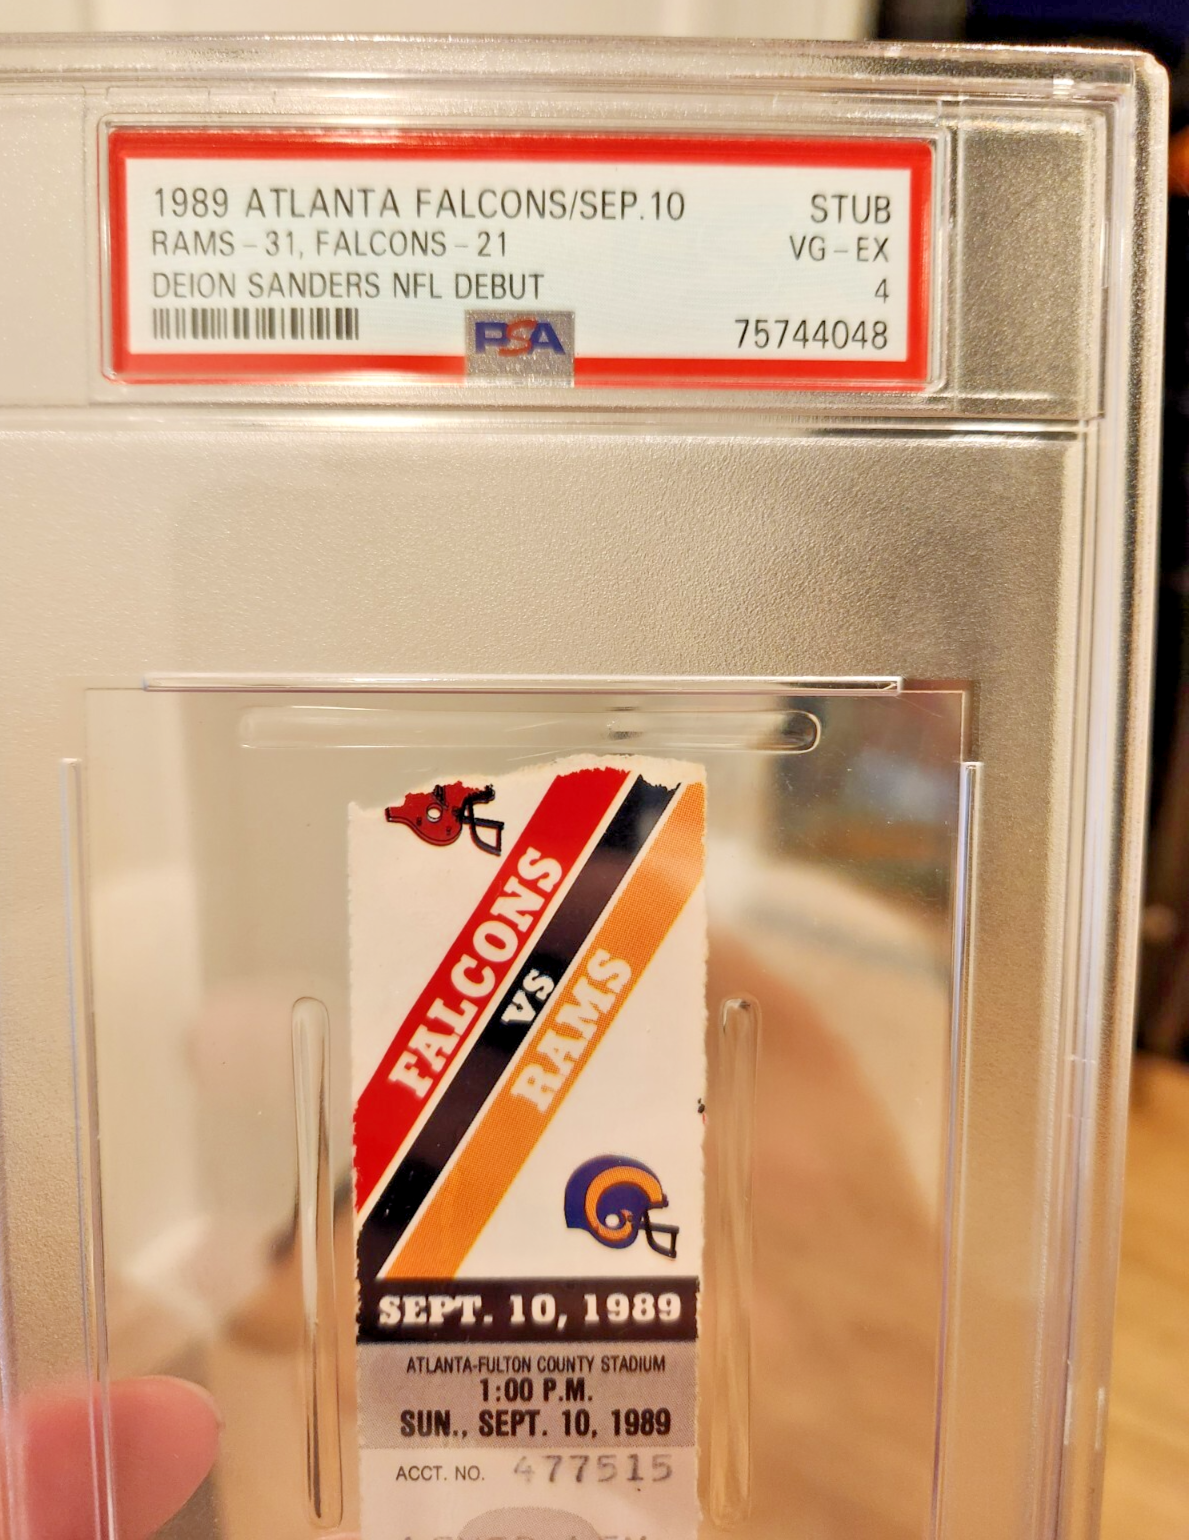 1989 ATLANTA FALCONS/SEP.10 STUB
RAMS-31, FALCONS-21 VG-EX
DEION SANDERS NFL DEBUT 4
PSA 75744048
FALCONS
VS
RAMS
SEPT. 10, 1989
ATLANTA-FULTON COUNTY STADIUM
1:00 P.M.
SUN., SEPT. 10, 1989
ACCT. NO. 477515